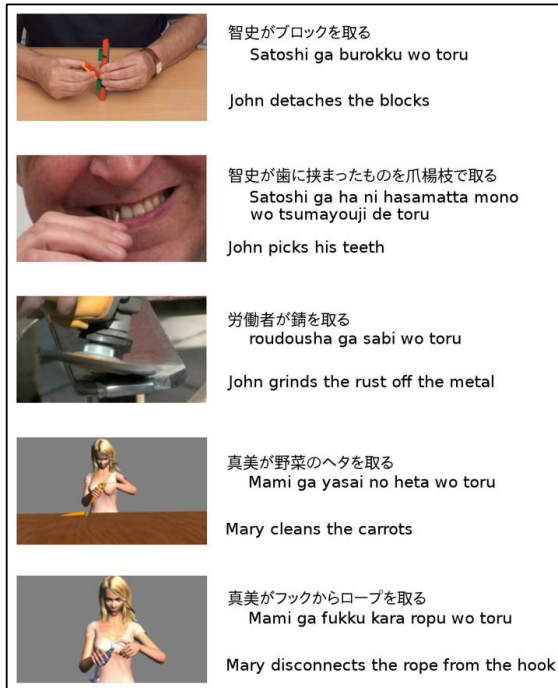 智史がブロックを取る
Satoshi ga burokku wo toru
John detaches the blocks
智史が歯に挟まったものを爪楊枝で取る
Satoshi ga ha ni hasamatta mono
wo tsumayouji de toru
John picks his teeth
労働者が錆を取る
roudousha ga sabi wo toru
John grinds the rust off the metal
真美が野菜のヘタを取る
Mami ga yasai no heta wo toru
Mary cleans the carrots
真美がフックからロープを取る
Mami ga fukku kara ropu wo toru
Mary disconnects the rope from the hook